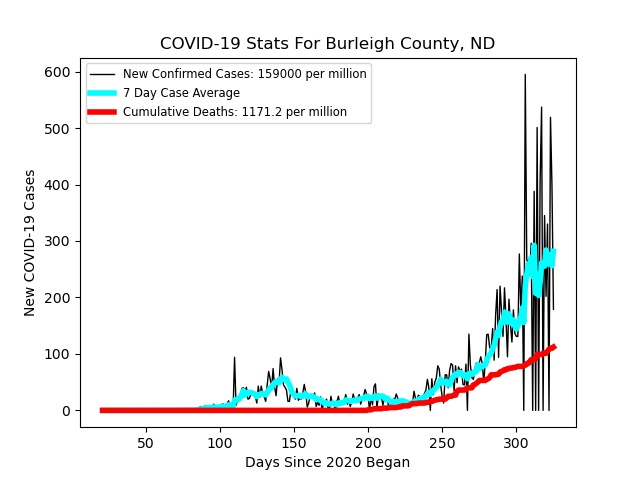 COVID-19 Stats For Burleigh County, ND
New Confirmed Cases: 159000 per million
7 Day Case Average
Cumulative Deaths: 1171.2 per million
600
500
400
300
200
100
0
New COVID-19 Cases
50 100 150 200 250 300
Days Since 2020 Began